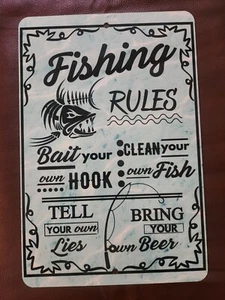 Fishing
RULES
Bait your
own HOOK
CLEAN your
own Fish
TELL
YOUR own
Lies
BRING
YOUR
own Beer